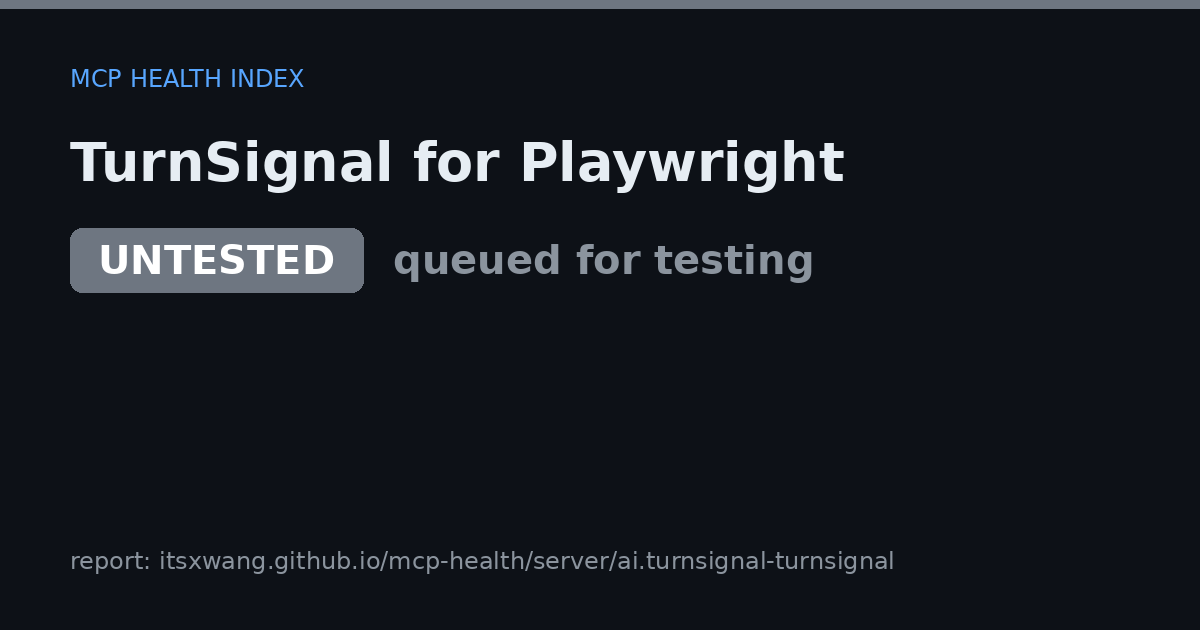 MCP HEALTH INDEX
TurnSignal for Playwright
UNTESTED queued for testing
report: itsxwang.github.io/mcp-health/server/ai.turnsignal-turnsignal